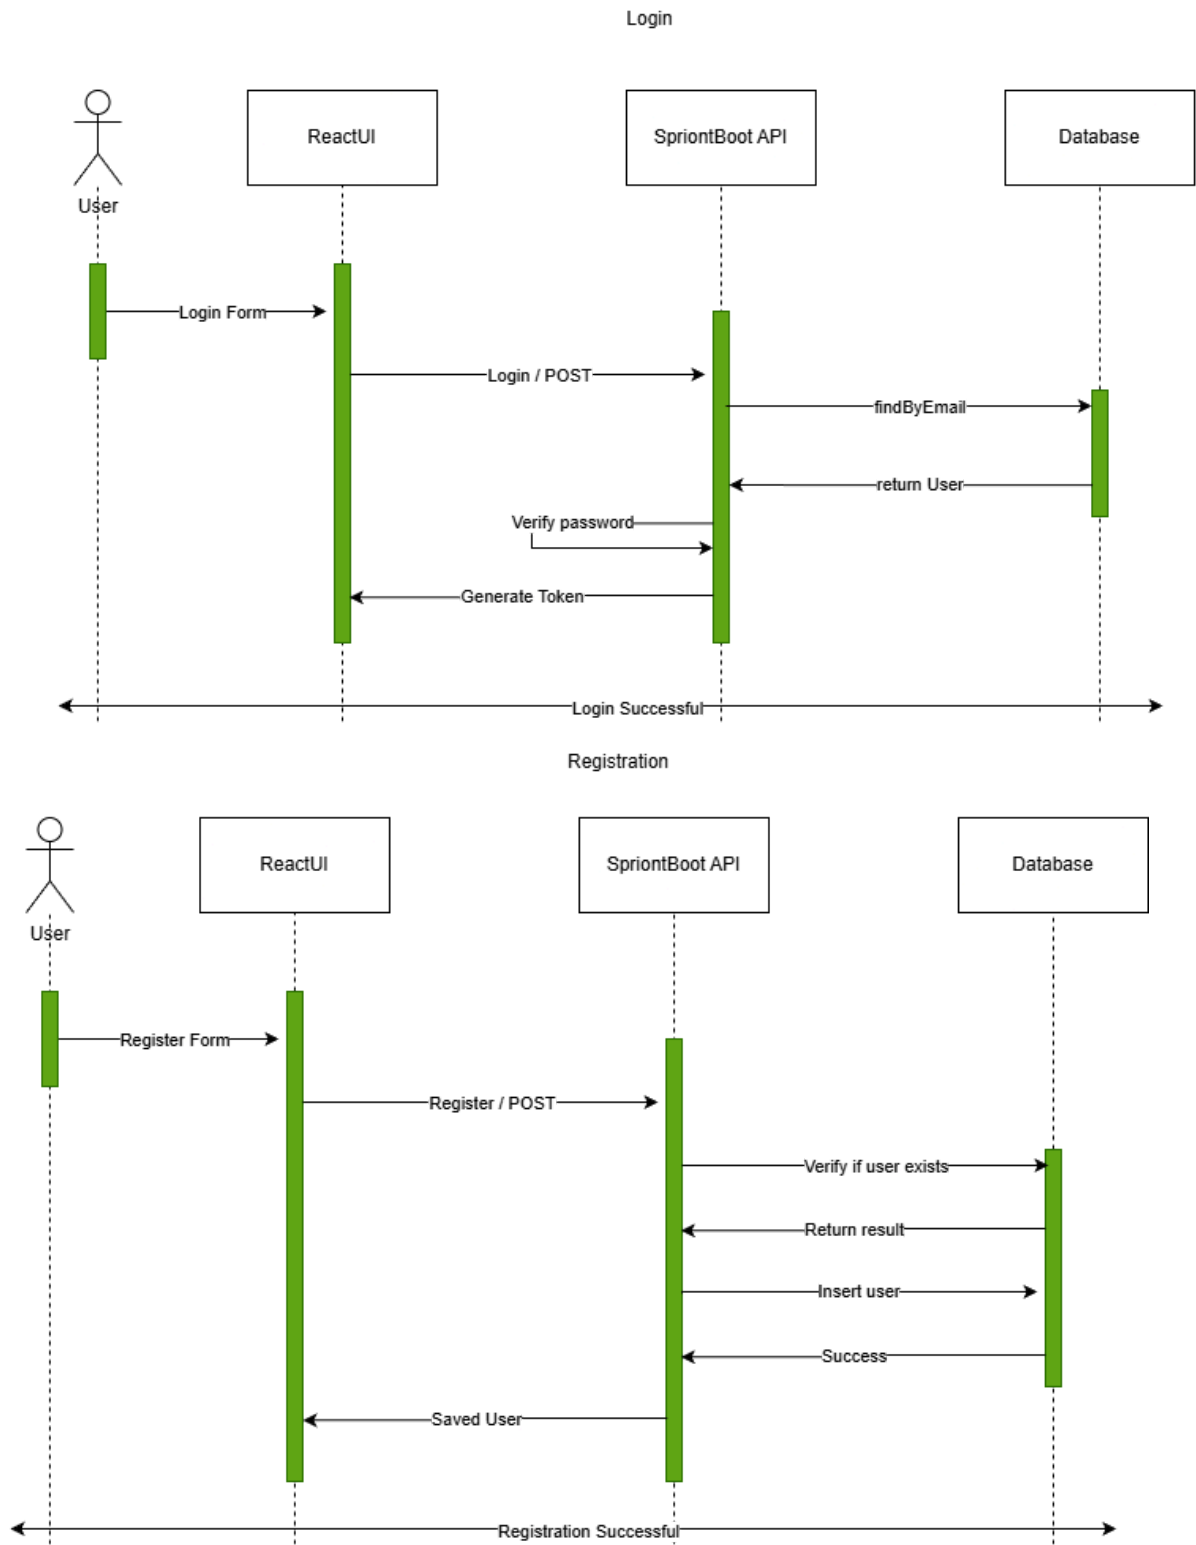 Login
User
ReactUI
SpriontBoot API
Database
Login Form
Login / POST
findByEmail
return User
Verify password
Generate Token
Login Successful
Registration
User
ReactUI
SpriontBoot API
Database
Register Form
Register / POST
Verify if user exists
Return result
Insert user
Success
Saved User
Registration Successful